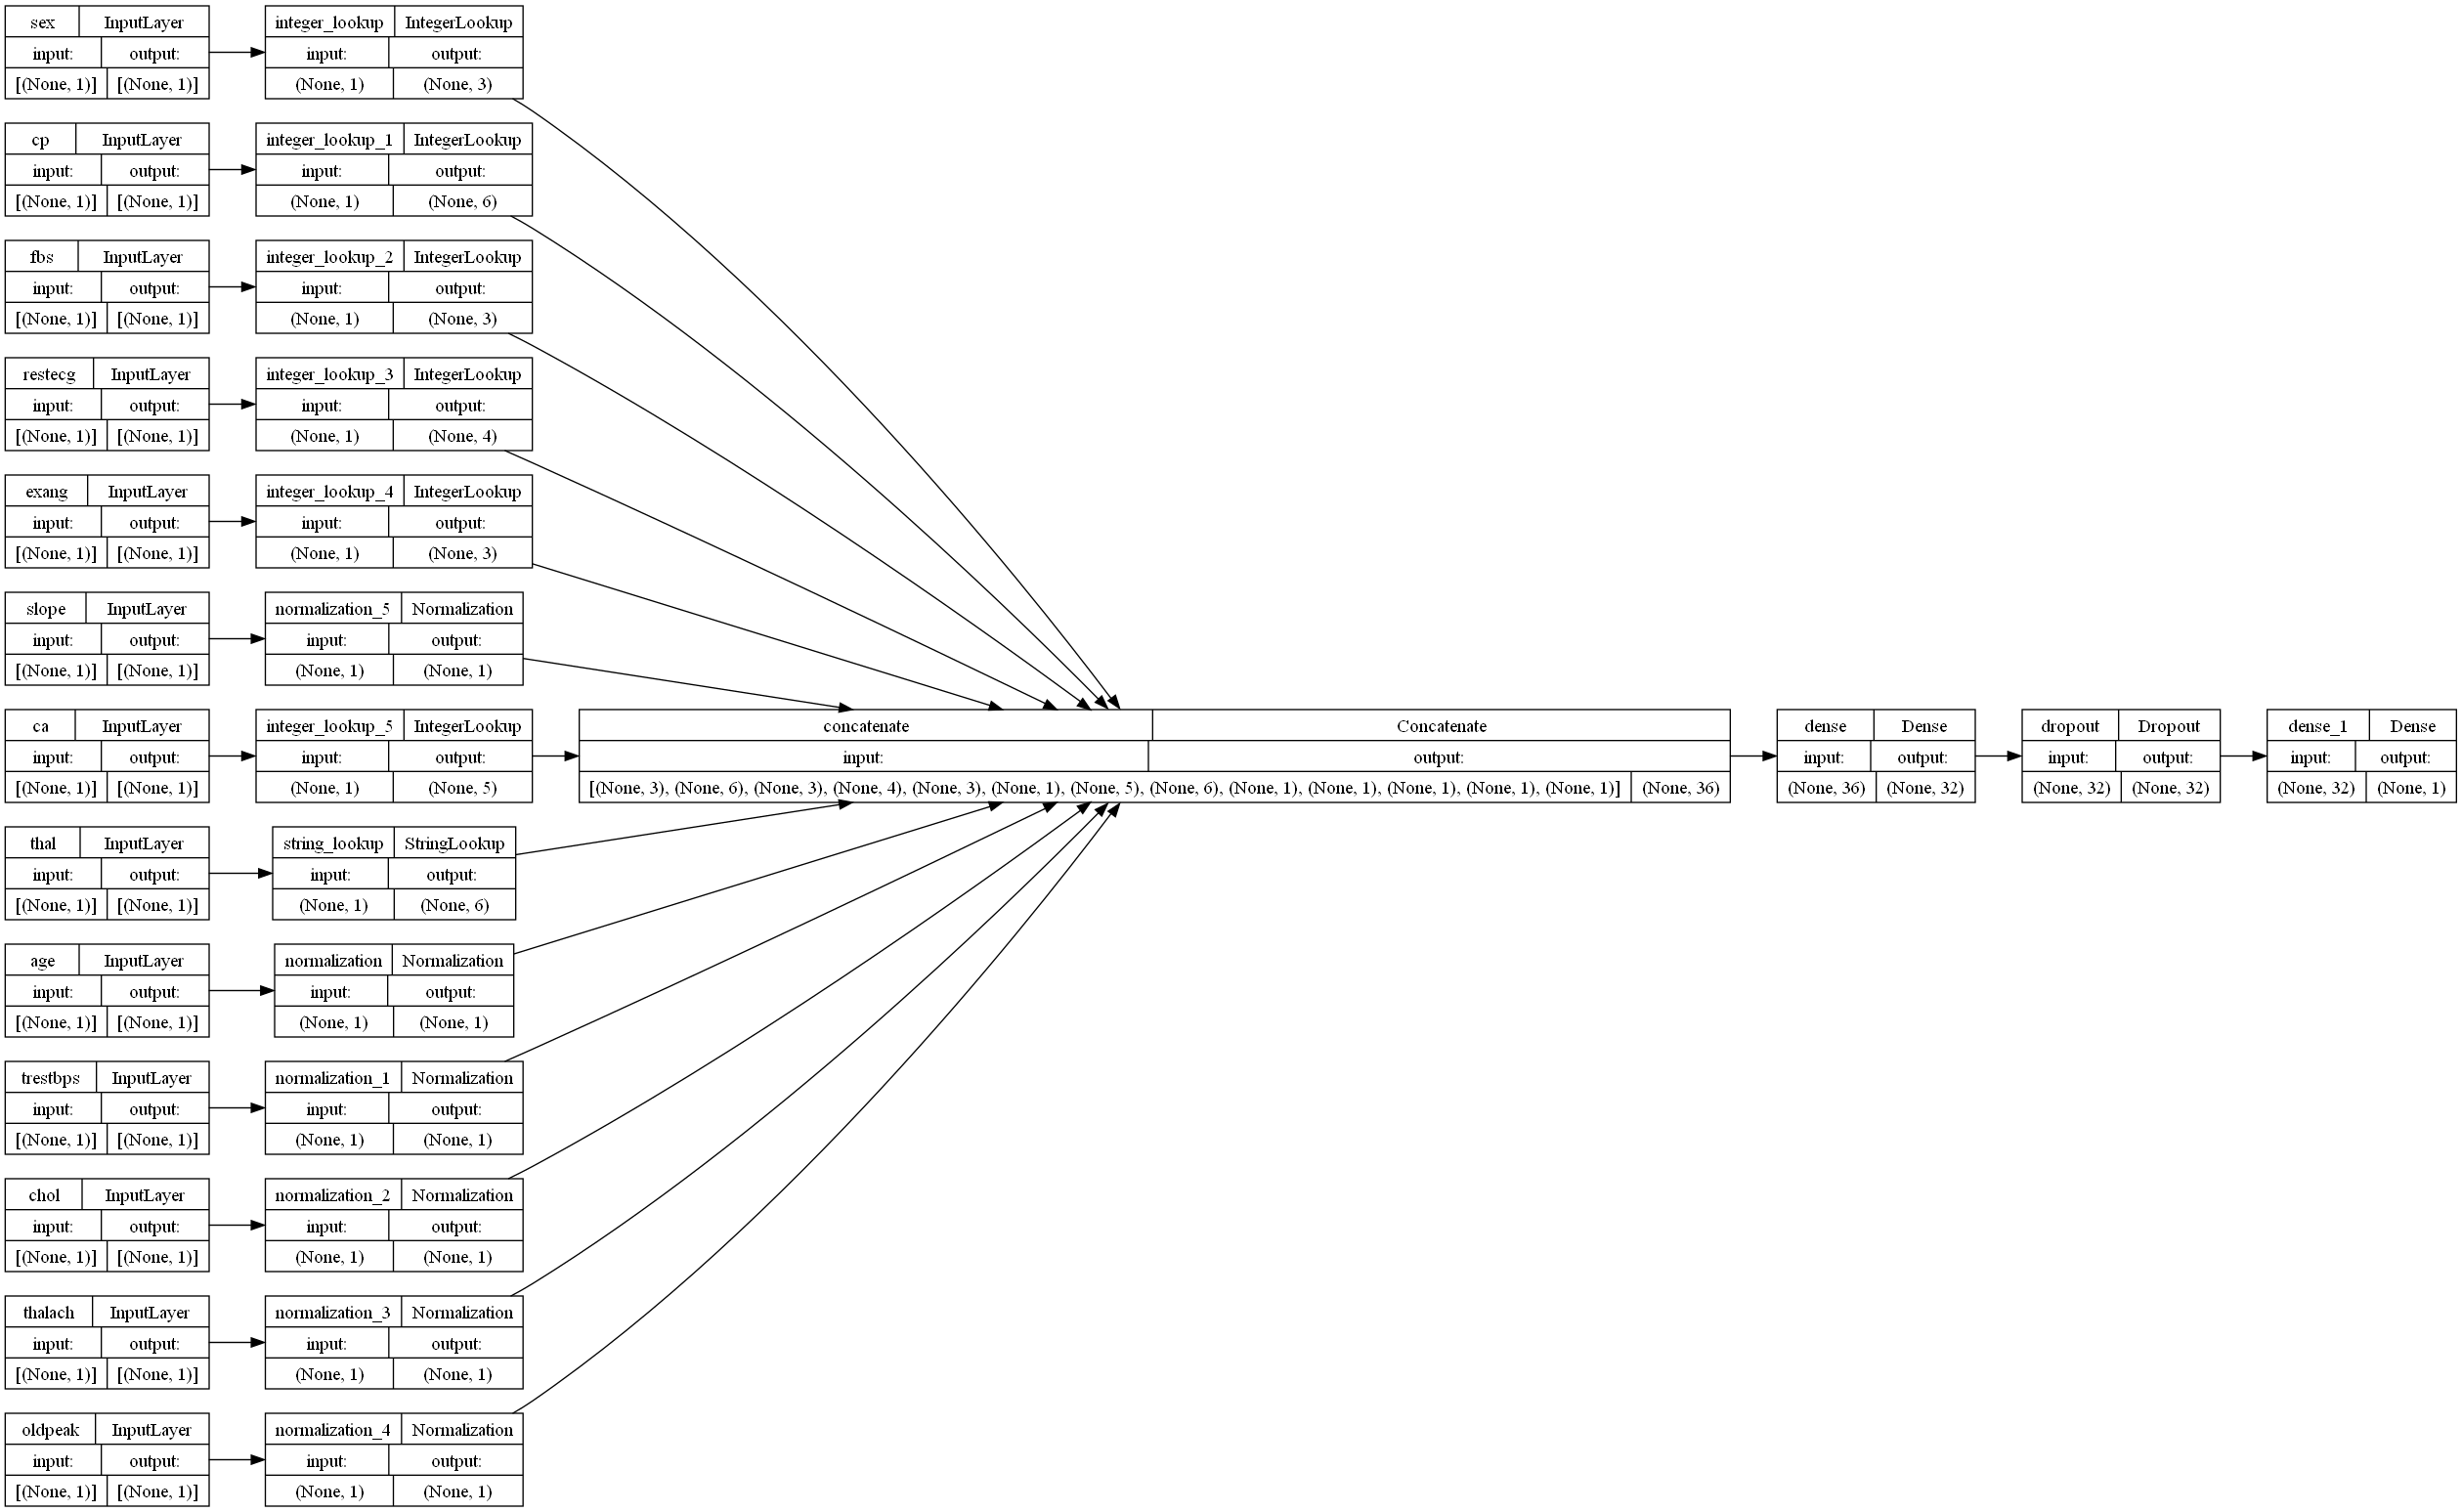 sex InputLayer
input: output:
[(None, 1)] [(None, 1)]
integer_lookup IntegerLookup
input: output:
(None, 1) (None, 3)
cp InputLayer
input: output:
[(None, 1)] [(None, 1)]
integer_lookup_1 IntegerLookup
input: output:
(None, 1) (None, 6)
fbs InputLayer
input: output:
[(None, 1)] [(None, 1)]
integer_lookup_2 IntegerLookup
input: output:
(None, 1) (None, 3)
restecg InputLayer
input: output:
[(None, 1)] [(None, 1)]
integer_lookup_3 IntegerLookup
input: output:
(None, 1) (None, 4)
exang InputLayer
input: output:
[(None, 1)] [(None, 1)]
integer_lookup_4 IntegerLookup
input: output:
(None, 1) (None, 3)
slope InputLayer
input: output:
[(None, 1)] [(None, 1)]
normalization_5 Normalization
input: output:
(None, 1) (None, 1)
ca InputLayer
input: output:
[(None, 1)] [(None, 1)]
integer_lookup_5 IntegerLookup
input: output:
(None, 1) (None, 5)
concatenate Concatenate
input: output:
[(None, 3), (None, 6), (None, 3), (None, 4), (None, 3), (None, 1), (None, 5), (None, 6), (None, 1), (None, 1), (None, 1), (None, 1), (None, 1)] (None, 36)
dense Dense
input: output:
(None, 36) (None, 32)
dropout Dropout
input: output:
(None, 32) (None, 32)
dense_1 Dense
input: output:
(None, 32) (None, 1)
thal InputLayer
input: output:
[(None, 1)] [(None, 1)]
string_lookup StringLookup
input: output:
(None, 1) (None, 6)
age InputLayer
input: output:
[(None, 1)] [(None, 1)]
normalization Normalization
input: output:
(None, 1) (None, 1)
trestbps InputLayer
input: output:
[(None, 1)] [(None, 1)]
normalization_1 Normalization
input: output:
(None, 1) (None, 1)
chol InputLayer
input: output:
[(None, 1)] [(None, 1)]
normalization_2 Normalization
input: output:
(None, 1) (None, 1)
thalach InputLayer
input: output:
[(None, 1)] [(None, 1)]
normalization_3 Normalization
input: output:
(None, 1) (None, 1)
oldpeak InputLayer
input: output:
[(None, 1)] [(None, 1)]
normalization_4 Normalization
input: output:
(None, 1) (None, 1)